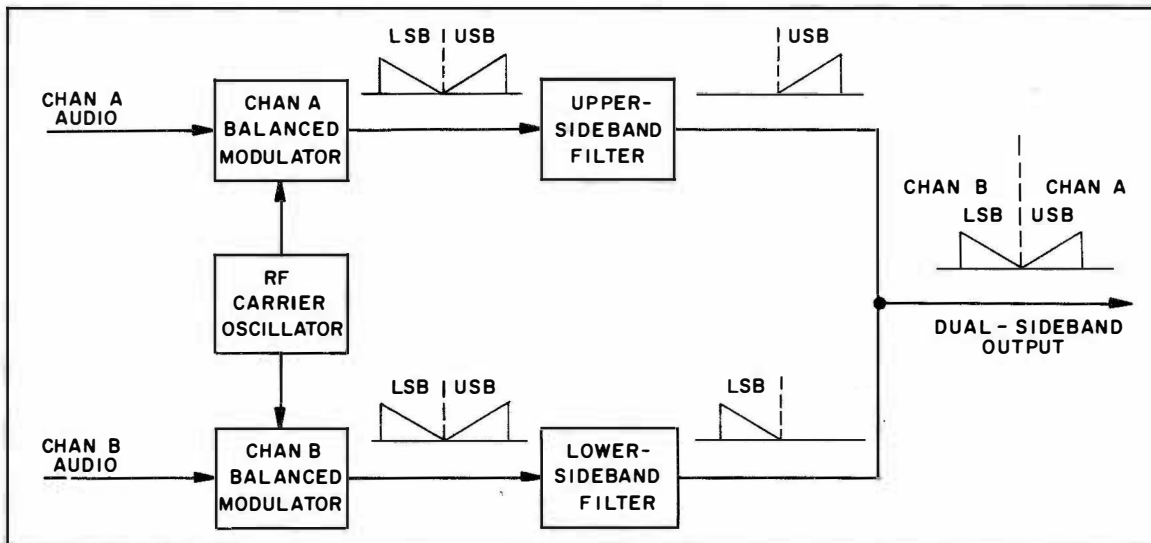 LSB USB
USB
CHAN A
AUDIO
CHAN A
BALANCED
MODULATOR
UPPER-
SIDEBAND
FILTER
CHAN B CHAN A
LSB USB
RF
CARRIER
OSCILLATOR
DUAL-SIDEBAND
OUTPUT
LSB USB
LSB
CHAN B
AUDIO
CHAN B
BALANCED
MODULATOR
LOWER-
SIDEBAND
FILTER